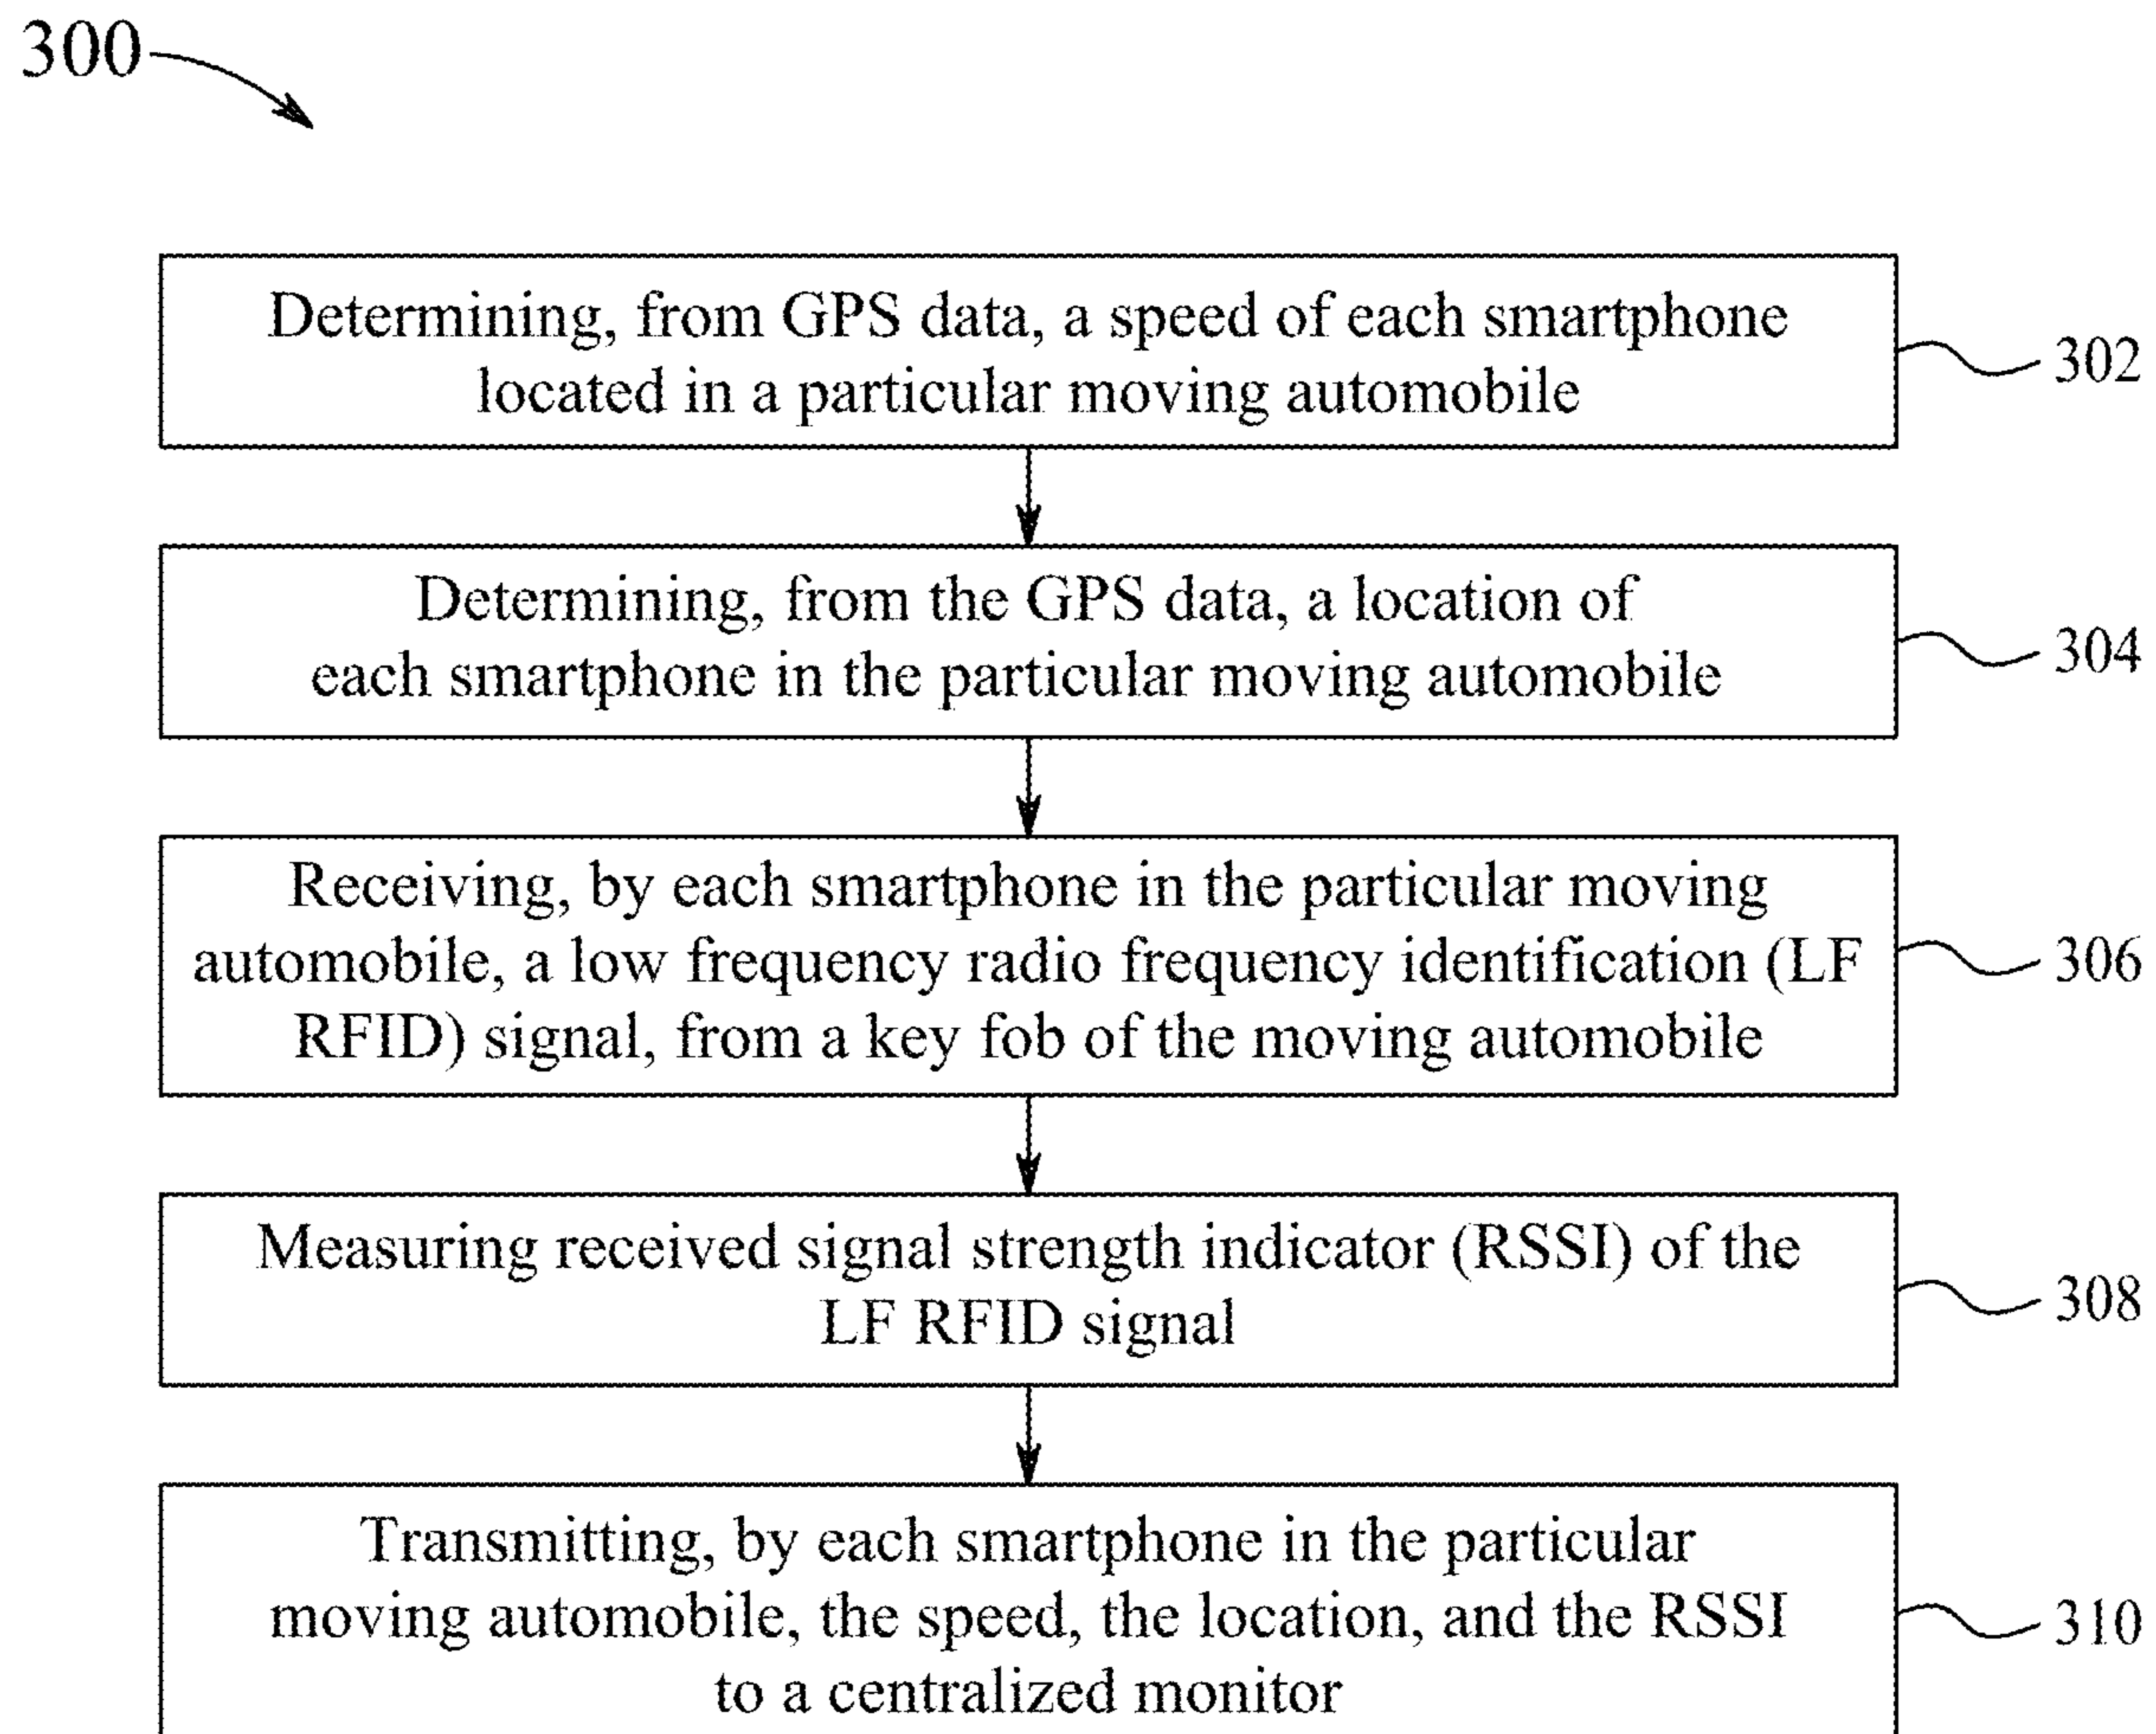 300
Determining, from GPS data, a speed of each smartphone
located in a particular moving automobile
302
Determining, from the GPS data, a location of
each smartphone in the particular moving automobile
304
Receiving, by each smartphone in the particular moving
automobile, a low frequency radio frequency identification (LF
RFID) signal, from a key fob of the moving automobile
306
Measuring received signal strength indicator (RSSI) of the
LF RFID signal
308
Transmitting, by each smartphone in the particular
moving automobile, the speed, the location, and the RSSI
to a centralized monitor
310